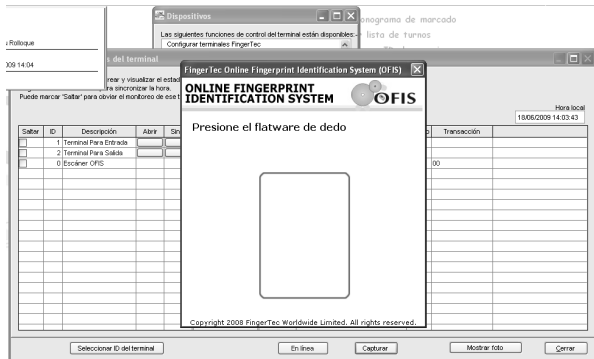 Dispositivos
Las siguientes funciones de control del terminal están disponibles:-
Configurar terminales FingerTec
onograma de marcado
lista de turnos
Rolloque
009 14:04
del terminal
rear y visualizar el estad
ra sincronizar la hora.
Puede marcar 'Saltar' para obviar el monitoreo de ese t
FingerTec Online Fingerprint Identification System (OFIS)
ONLINE FINGERPRINT
IDENTIFICATION SYSTEM
OFIS
Presione el flatware de dedo
Hora local
18/06/2009 14:03:43
Saltar ID Descripción Abrir Sin o Transacción
1 Terminal Para Entrada
2 Terminal Para Salida
0 Escáner OFIS 00
Copyright 2008 FingerTec Worldwide Limited. All rights reserved.
Seleccionar ID del terminal En línea Capturar Mostrar foto Cerrar